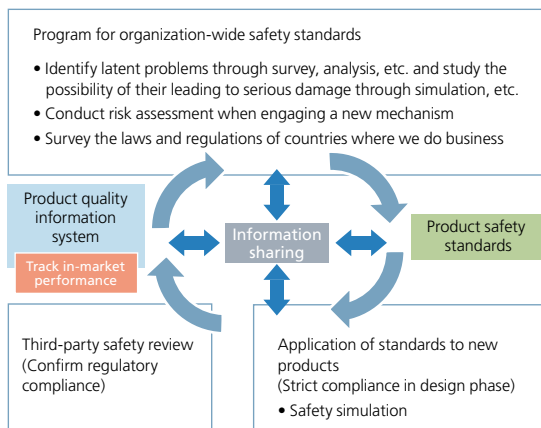 Program for organization-wide safety standards
• Identify latent problems through survey, analysis, etc. and study the
possibility of their leading to serious damage through simulation, etc.
• Conduct risk assessment when engaging a new mechanism
• Survey the laws and regulations of countries where we do business
Product quality
information
system
Track in-market
performance
Information
sharing
Product safety
standards
Third-party safety review
(Confirm regulatory
compliance)
Application of standards to new
products
(Strict compliance in design phase)
• Safety simulation